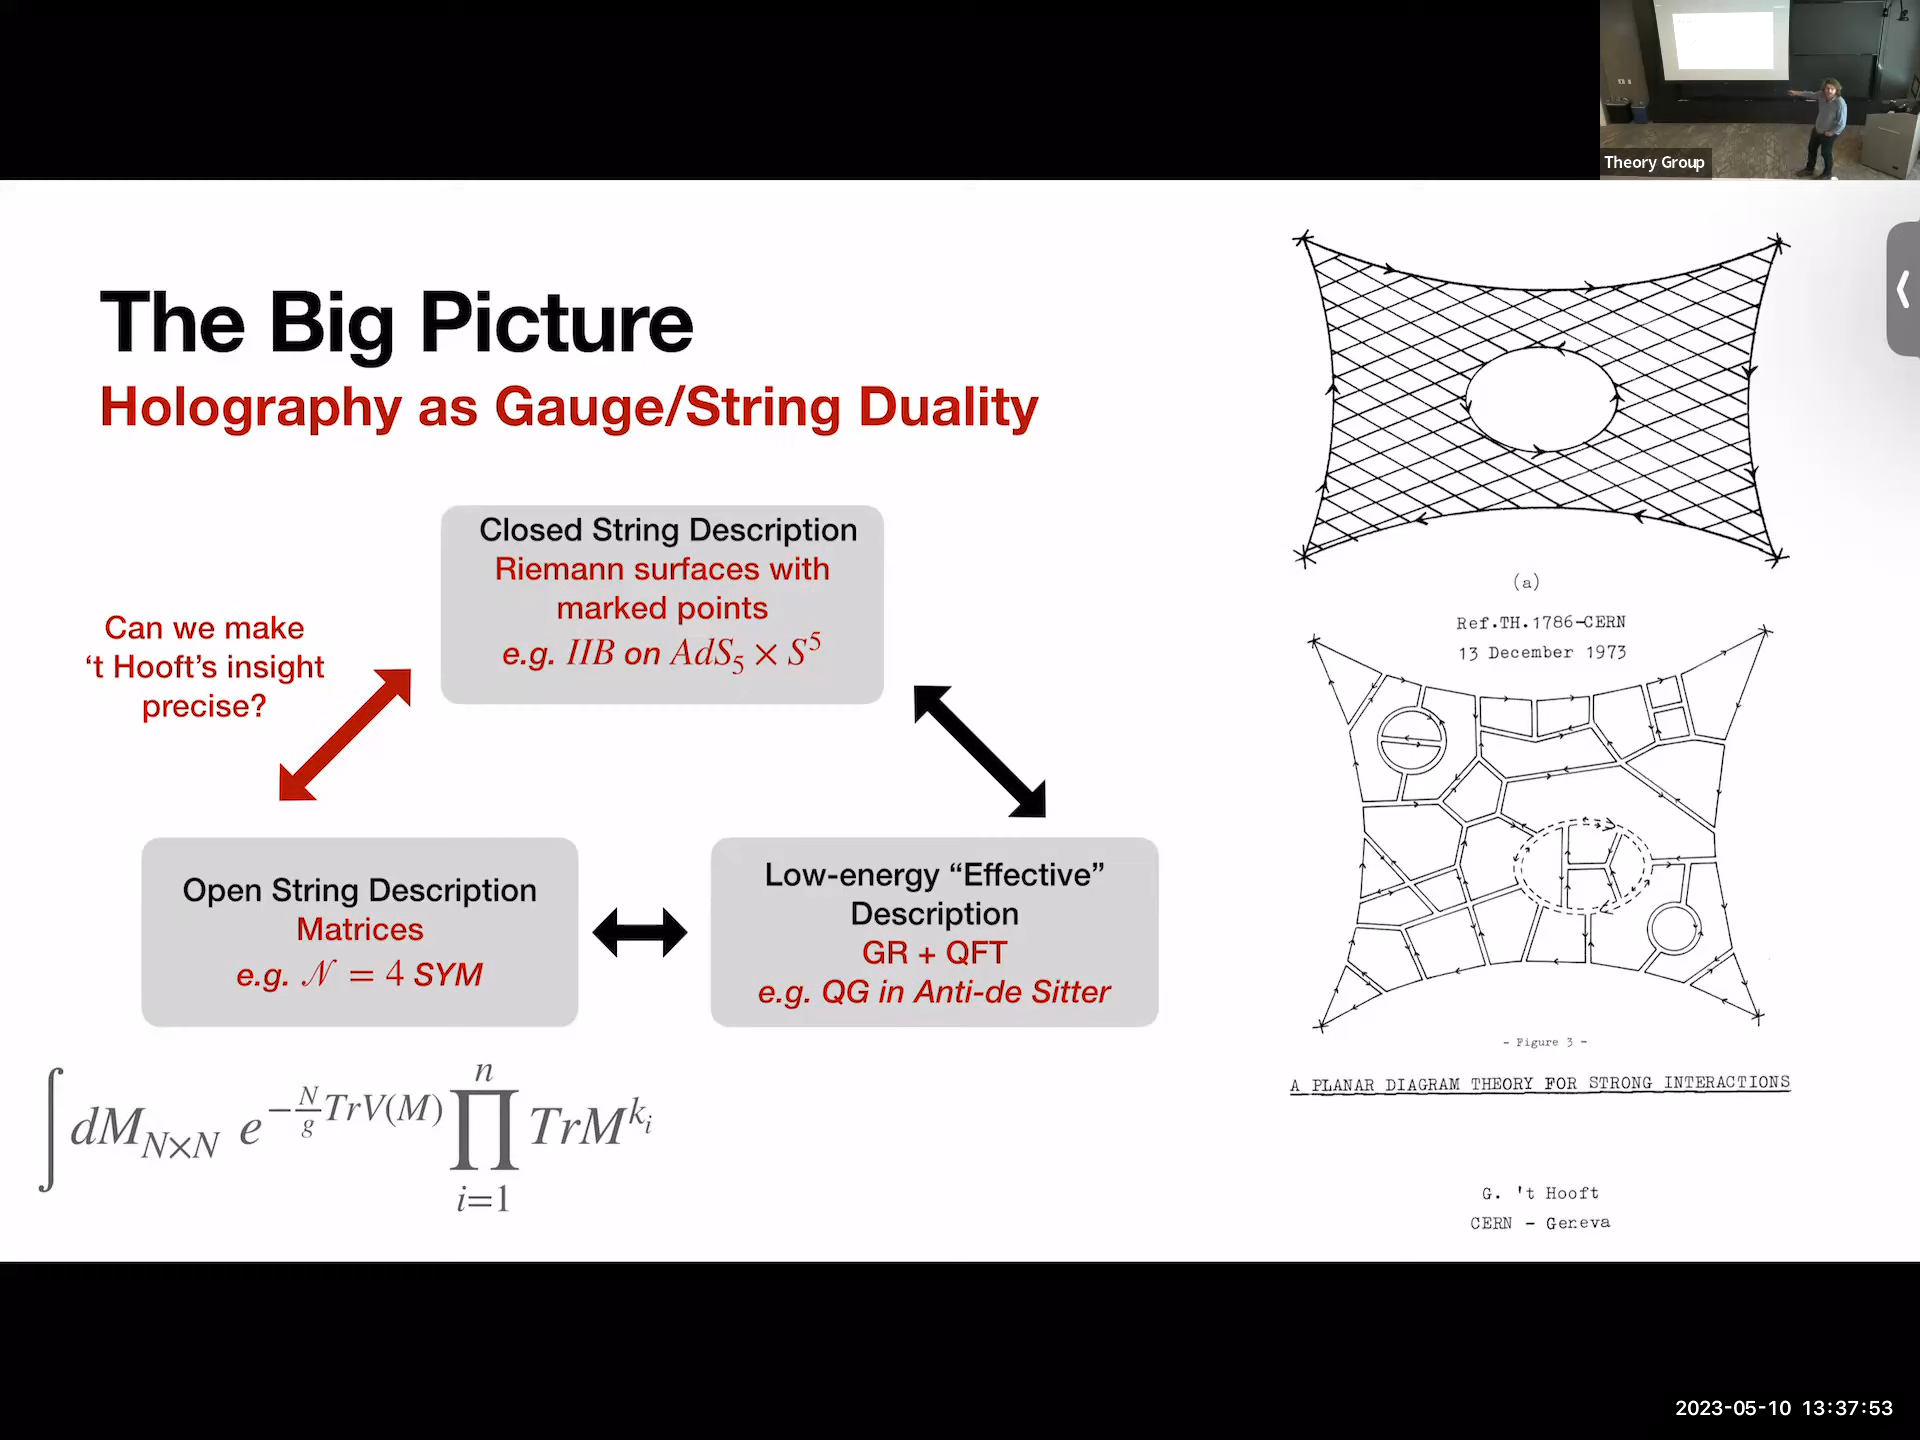 Theory Group
The Big Picture
Holography as Gauge/String Duality
Closed String Description
Riemann surfaces with
marked points
e.g. IIB on AdS₅ × S⁵
Can we make
‘t Hooft’s insight
precise?
Open String Description
Matrices
e.g. 𝒩 = 4 SYM
Low-energy “Effective”
Description
GR + QFT
e.g. QG in Anti-de Sitter
∫ dM_{N×N} e^{-\frac{N}{g}TrV(M)} ∏_{i=1}^{n} TrM^{k_i}
(a)
Ref.TH.1786-CERN
13 December 1973
- Figure 3 -
A PLANAR DIAGRAM THEORY FOR STRONG INTERACTIONS
G. 't Hooft
CERN - Geneva
2023-05-10 13:37:53